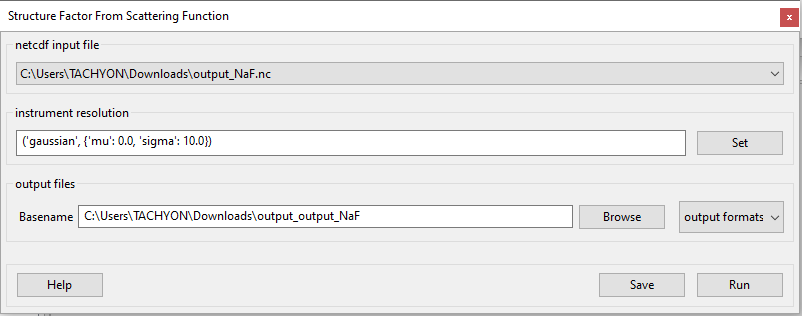 Structure Factor From Scattering Function
netcdf input file
C:\Users\TACHYON\Downloads\output_NaF.nc
instrument resolution
('gaussian', {'mu': 0.0, 'sigma': 10.0})
Set
output files
Basename C:\Users\TACHYON\Downloads\output_output_NaF Browse output formats
Help Save Run